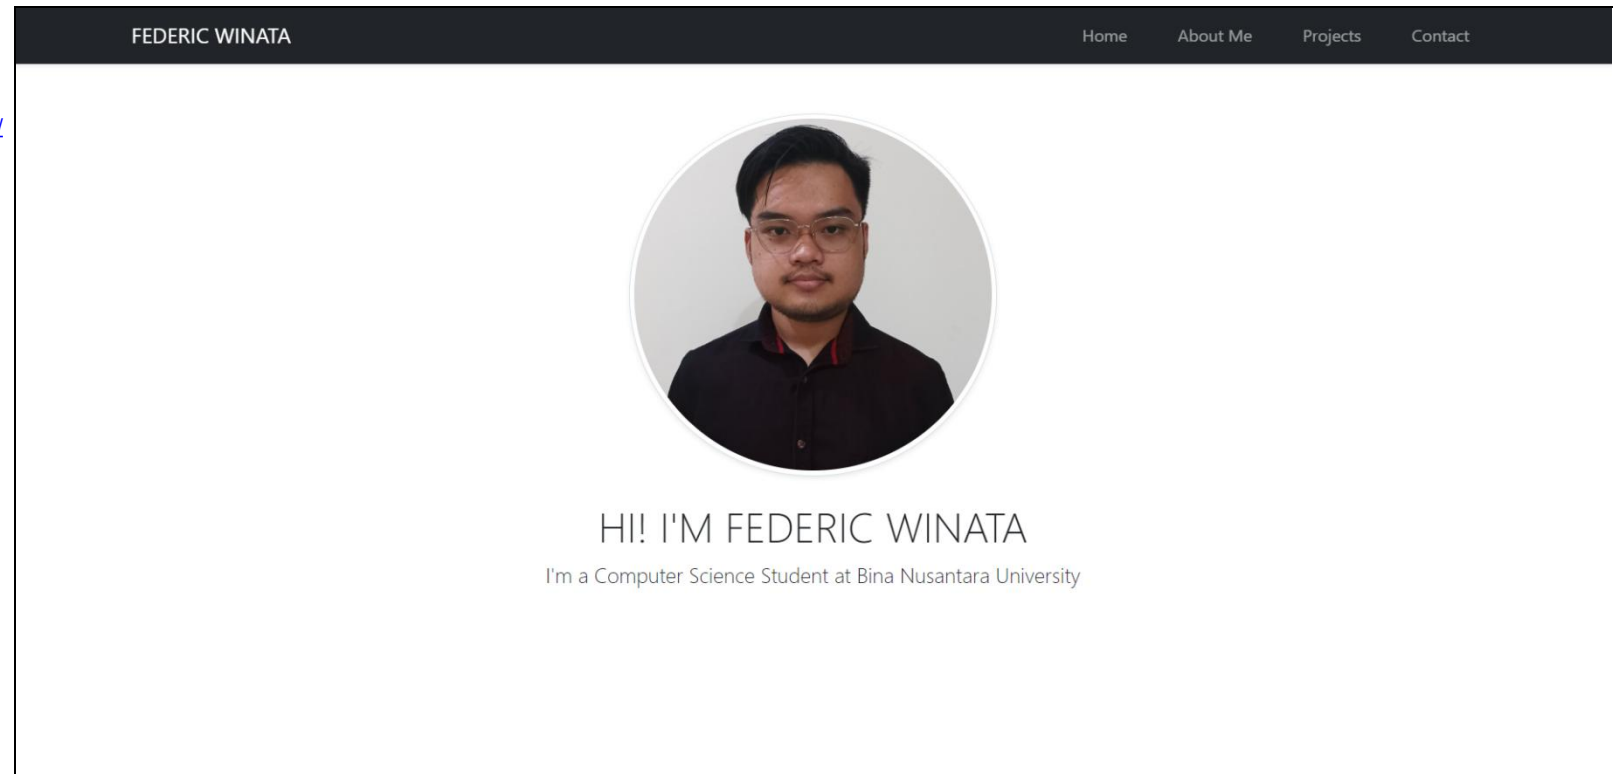 FEDERIC WINATA
Home
About Me
Projects
Contact
HI! I'M FEDERIC WINATA
I'm a Computer Science Student at Bina Nusantara University